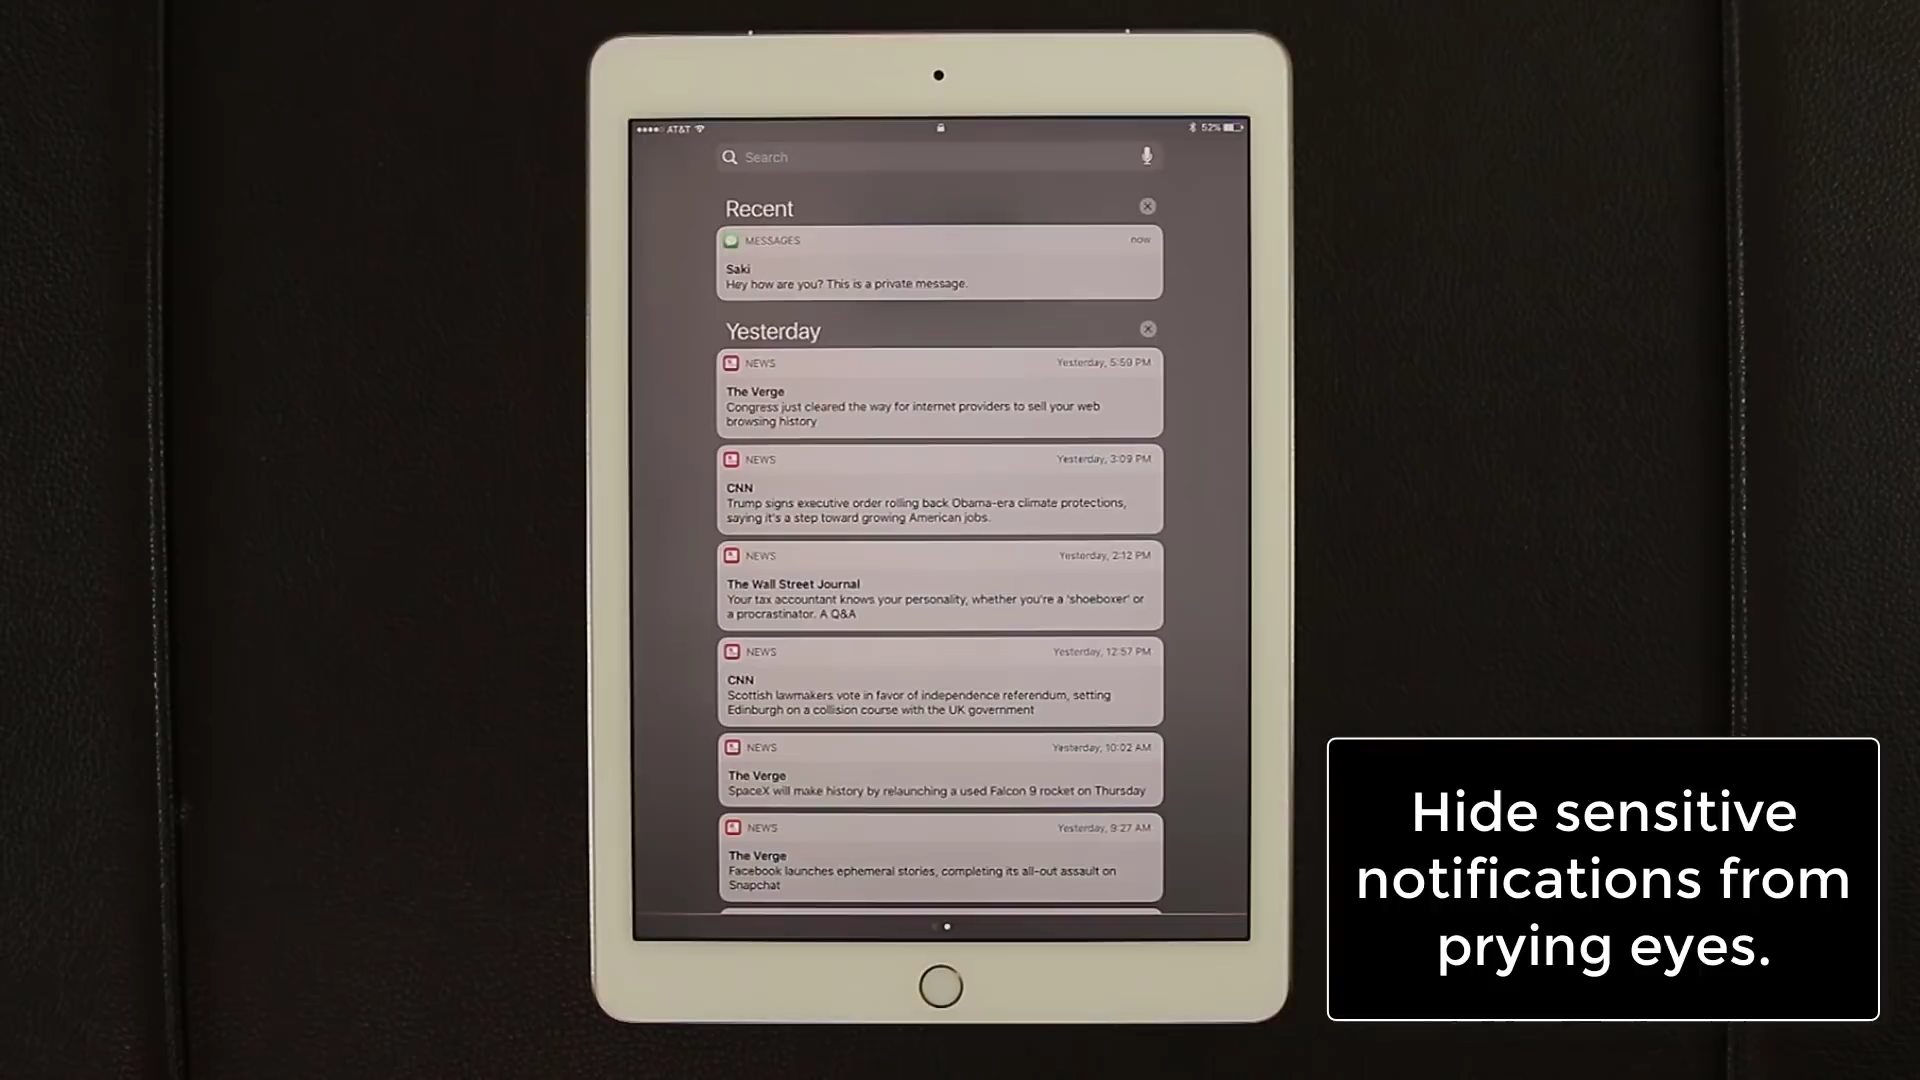 AT&T
52%
Search
Recent
MESSAGES
now
Saki
Hey how are you? This is a private message.
Yesterday
NEWS
Yesterday, 5:59 PM
The Verge
Congress just cleared the way for internet providers to sell your web
browsing history
NEWS
Yesterday, 3:09 PM
CNN
Trump signs executive order rolling back Obama-era climate protections,
saying it's a step toward growing American jobs.
NEWS
Yesterday, 2:12 PM
The Wall Street Journal
Your tax accountant knows your personality, whether you're a 'shoeboxer' or
a procrastinator. A Q&A
NEWS
Yesterday, 12:57 PM
CNN
Scottish lawmakers vote in favor of independence referendum, setting
Edinburgh on a collision course with the UK government
NEWS
Yesterday, 10:02 AM
The Verge
SpaceX will make history by relaunching a used Falcon 9 rocket on Thursday
NEWS
Yesterday, 9:27 AM
The Verge
Facebook launches ephemeral stories, completing its all-out assault on
Snapchat
Hide sensitive
notifications from
prying eyes.